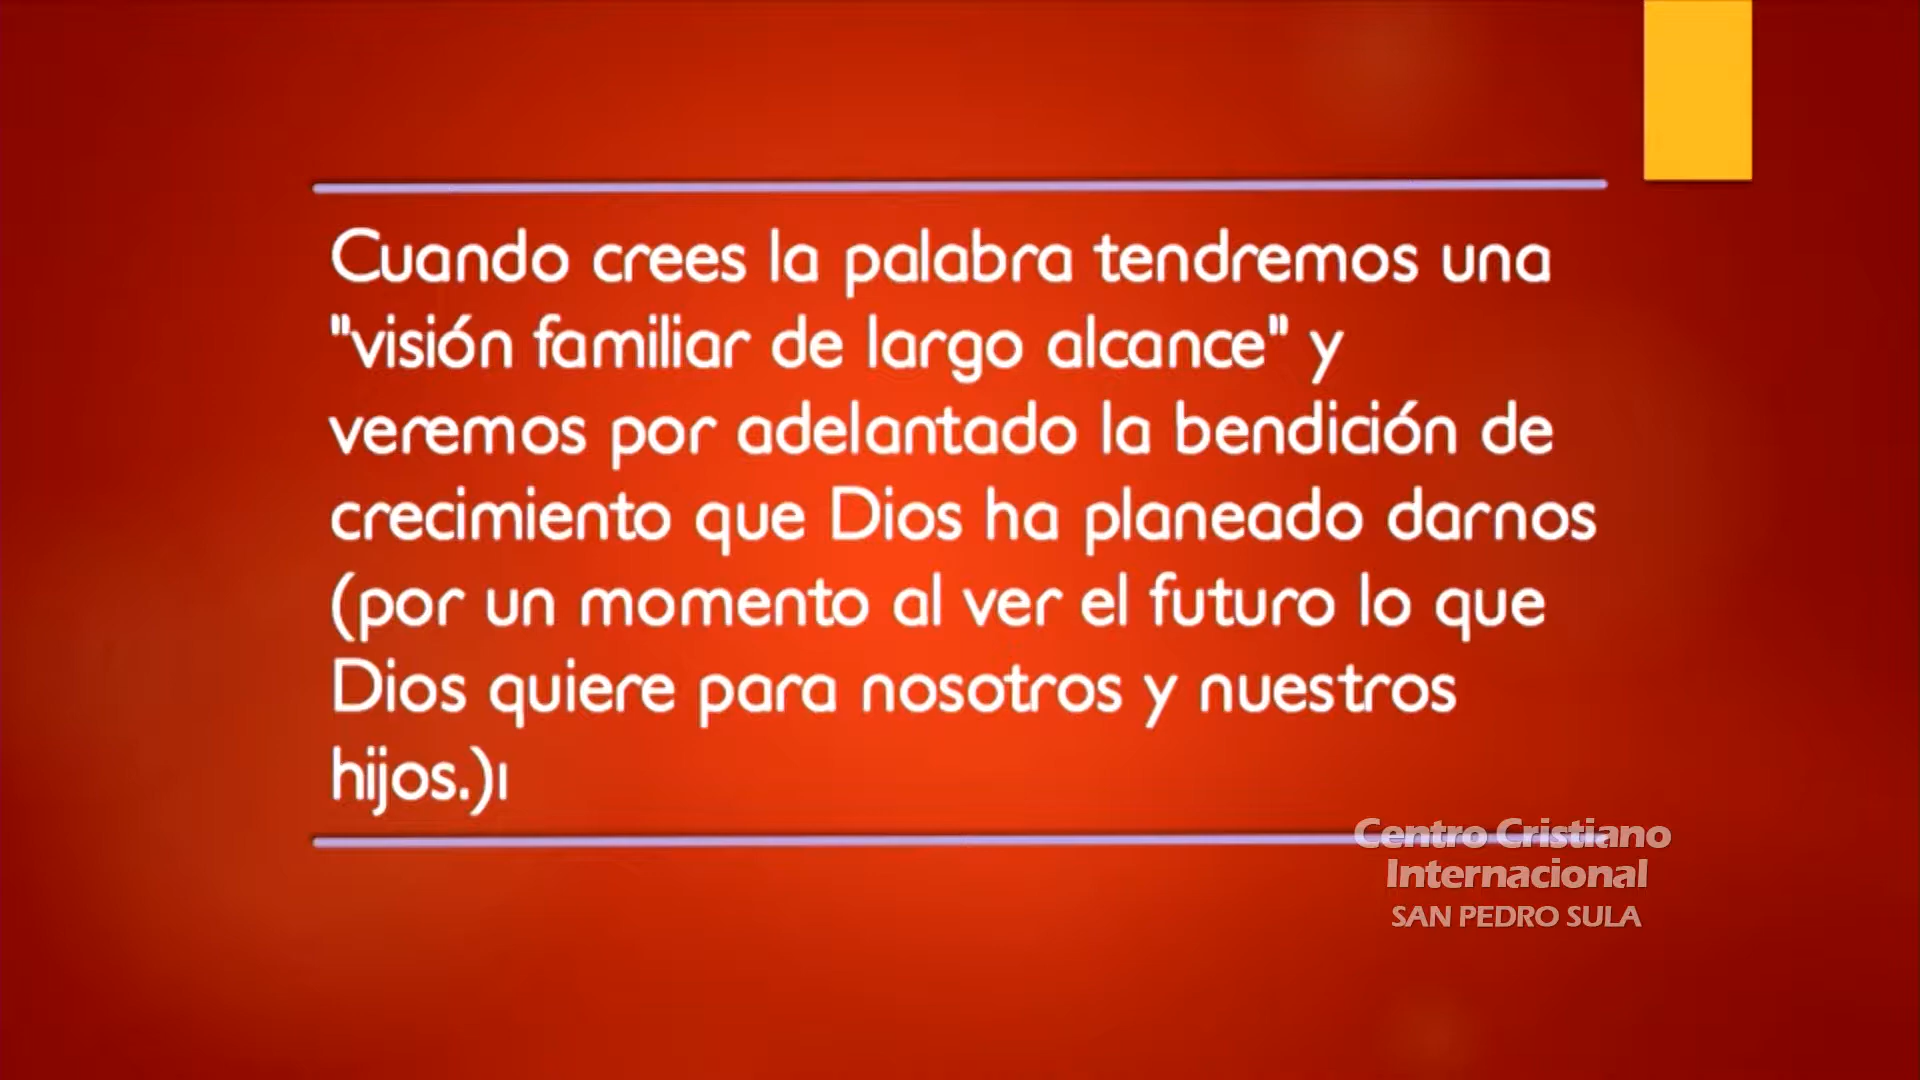 Cuando crees la palabra tendremos una
"visión familiar de largo alcance" y
veremos por adelantado la bendición de
crecimiento que Dios ha planeado darnos
(por un momento al ver el futuro lo que
Dios quiere para nosotros y nuestros
hijos.)ı
Centro Cristiano
Internacional
SAN PEDRO SULA